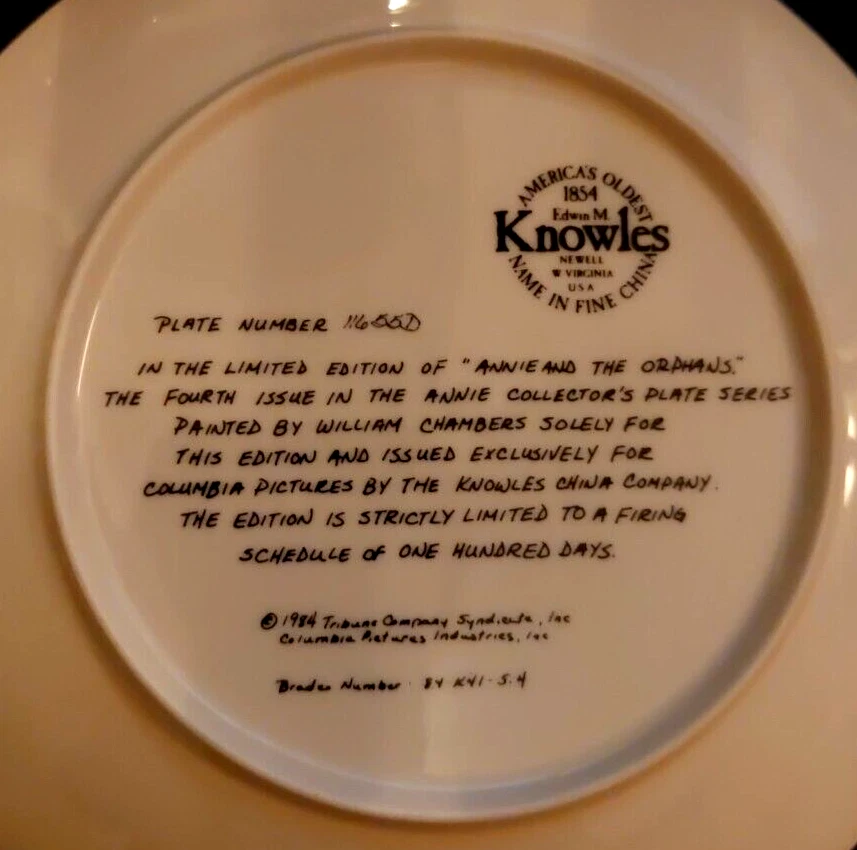 AMERICA'S OLDEST
1854
Edwin M.
Knowles
NEWELL
W VIRGINIA
USA
NAME IN FINE CHINA
PLATE NUMBER
IN THE LIMITED EDITION OF "ANNIE AND THE ORPHANS."
THE FOURTH ISSUE IN THE ANNIE COLLECTOR'S PLATE SERIES
PAINTED BY WILLIAM CHAMBERS SOLELY FOR
THIS EDITION AND ISSUED EXCLUSIVELY FOR
COLUMBIA PICTURES BY THE KNOWLES CHINA COMPANY.
THE EDITION IS STRICTLY LIMITED TO A FIRING
SCHEDULE OF ONE HUNDRED DAYS.
© 1984 Tribune Company Syndicate, Inc
Columbia Pictures Industries, Inc
Bradex Number · 84 K41-5.4